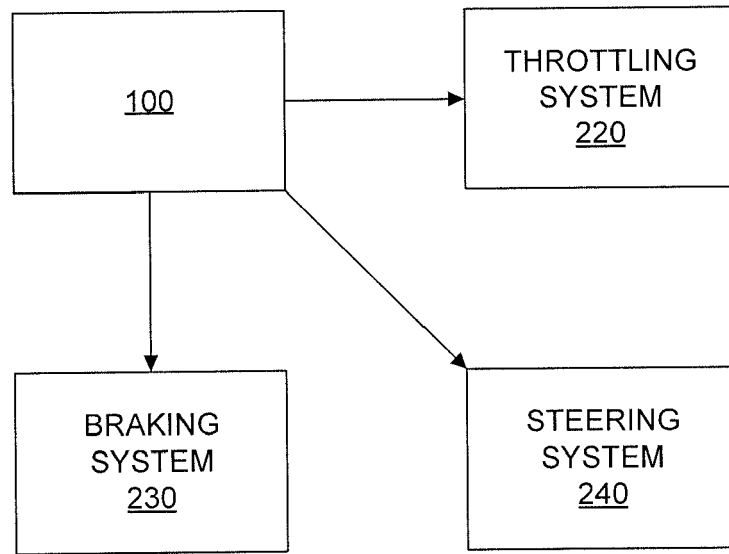 100
THROTTLING
SYSTEM
220
BRAKING
SYSTEM
230
STEERING
SYSTEM
240